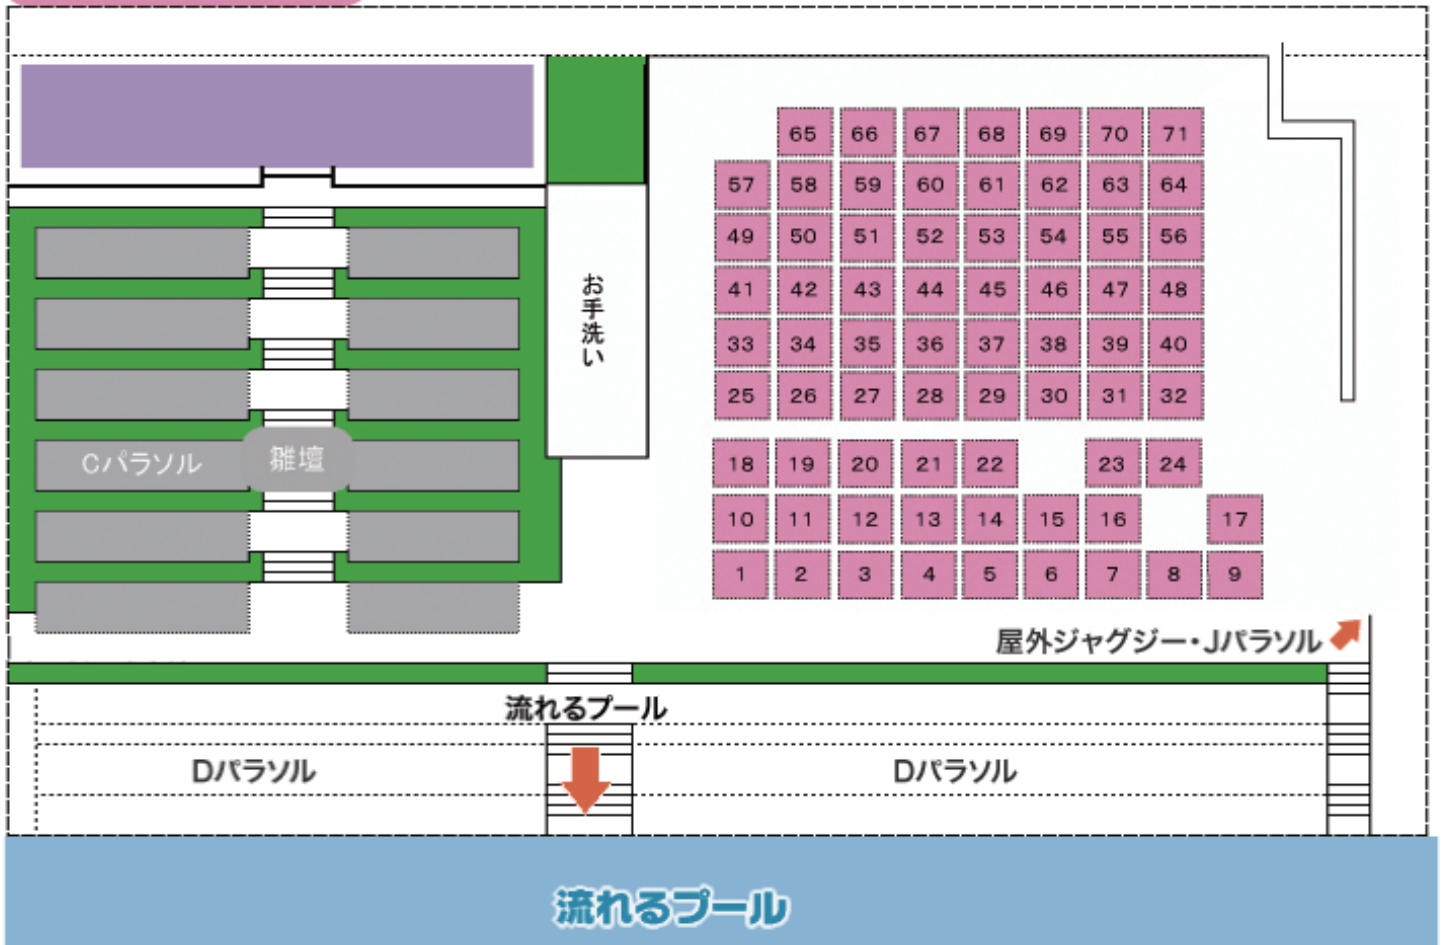 65 66 67 68 69 70 71
57 58 59 60 61 62 63 64
49 50 51 52 53 54 55 56
41 42 43 44 45 46 47 48
33 34 35 36 37 38 39 40
25 26 27 28 29 30 31 32
お手洗い
Cパラソル
雛壇
18 19 20 21 22 23 24
10 11 12 13 14 15 16 17
1 2 3 4 5 6 7 8 9
屋外ジャグジー・Jパラソル
流れるプール
Dパラソル
Dパラソル
流れるプール